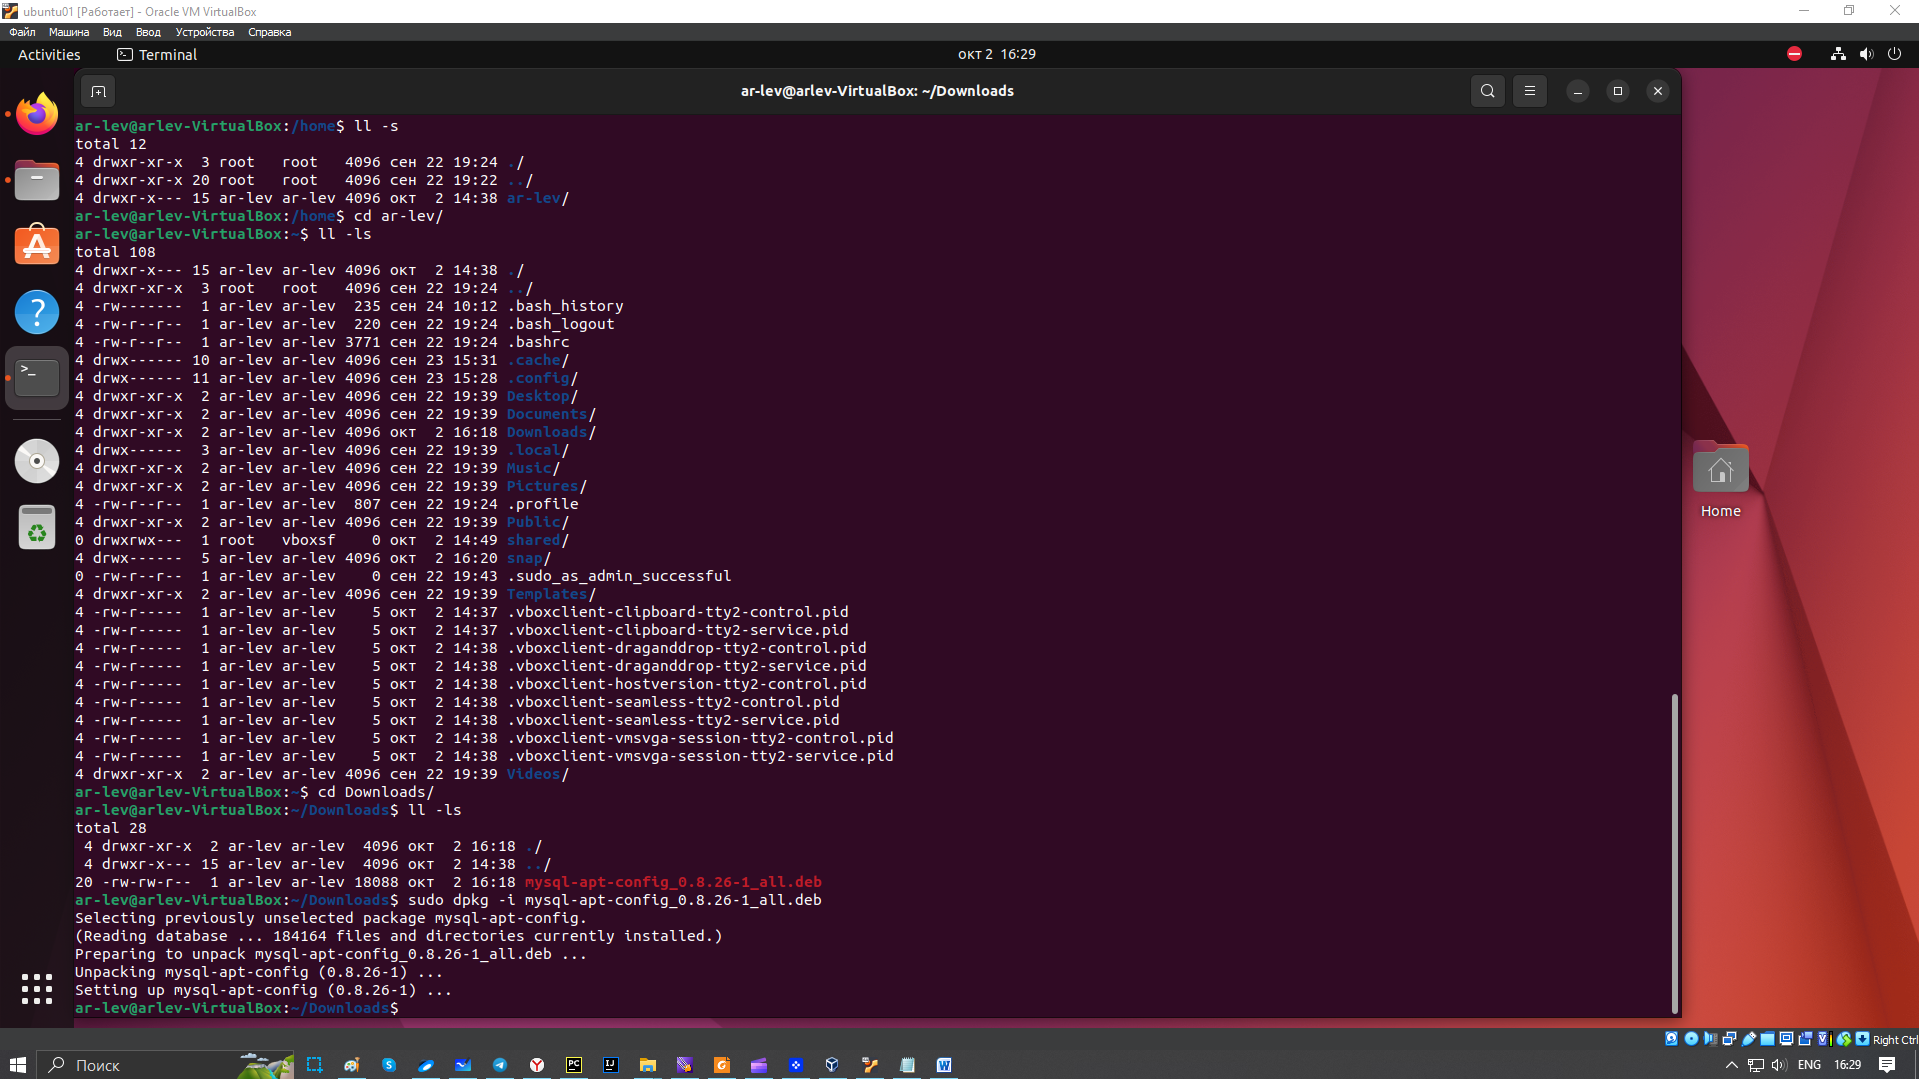 ubuntu01 [Работает] - Oracle VM VirtualBox
Файл Машина Вид Ввод Устройства Справка
Activities Terminal окт 2 16:29
ar-lev@arlev-VirtualBox: ~/Downloads
ar-lev@arlev-VirtualBox:/home$ ll -s
total 12
4 drwxr-xr-x  3 root   root   4096 сен 22 19:24 ./
4 drwxr-xr-x 20 root   root   4096 сен 22 19:22 ../
4 drwxr-x--- 15 ar-lev ar-lev 4096 окт  2 14:38 ar-lev/
ar-lev@arlev-VirtualBox:/home$ cd ar-lev/
ar-lev@arlev-VirtualBox:~$ ll -ls
total 108
4 drwxr-x--- 15 ar-lev ar-lev 4096 окт  2 14:38 ./
4 drwxr-xr-x  3 root   root   4096 сен 22 19:24 ../
4 -rw-------  1 ar-lev ar-lev  235 сен 24 10:12 .bash_history
4 -rw-r--r--  1 ar-lev ar-lev  220 сен 22 19:24 .bash_logout
4 -rw-r--r--  1 ar-lev ar-lev 3771 сен 22 19:24 .bashrc
4 drwx------ 10 ar-lev ar-lev 4096 сен 23 15:31 .cache/
4 drwx------ 11 ar-lev ar-lev 4096 сен 23 15:28 .config/
4 drwxr-xr-x  2 ar-lev ar-lev 4096 сен 22 19:39 Desktop/
4 drwxr-xr-x  2 ar-lev ar-lev 4096 сен 22 19:39 Documents/
4 drwxr-xr-x  2 ar-lev ar-lev 4096 окт  2 16:18 Downloads/
4 drwx------  3 ar-lev ar-lev 4096 сен 22 19:39 .local/
4 drwxr-xr-x  2 ar-lev ar-lev 4096 сен 22 19:39 Music/
4 drwxr-xr-x  2 ar-lev ar-lev 4096 сен 22 19:39 Pictures/
4 -rw-r--r--  1 ar-lev ar-lev  807 сен 22 19:24 .profile
4 drwxr-xr-x  2 ar-lev ar-lev 4096 сен 22 19:39 Public/
0 drwxrwx---  1 root   vboxsf    0 окт  2 14:49 shared/
4 drwx------  5 ar-lev ar-lev 4096 окт  2 16:20 snap/
0 -rw-r--r--  1 ar-lev ar-lev    0 сен 22 19:43 .sudo_as_admin_successful
4 drwxr-xr-x  2 ar-lev ar-lev 4096 сен 22 19:39 Templates/
4 -rw-r-----  1 ar-lev ar-lev    5 окт  2 14:37 .vboxclient-clipboard-tty2-control.pid
4 -rw-r-----  1 ar-lev ar-lev    5 окт  2 14:37 .vboxclient-clipboard-tty2-service.pid
4 -rw-r-----  1 ar-lev ar-lev    5 окт  2 14:38 .vboxclient-draganddrop-tty2-control.pid
4 -rw-r-----  1 ar-lev ar-lev    5 окт  2 14:38 .vboxclient-draganddrop-tty2-service.pid
4 -rw-r-----  1 ar-lev ar-lev    5 окт  2 14:38 .vboxclient-hostversion-tty2-control.pid
4 -rw-r-----  1 ar-lev ar-lev    5 окт  2 14:38 .vboxclient-seamless-tty2-control.pid
4 -rw-r-----  1 ar-lev ar-lev    5 окт  2 14:38 .vboxclient-seamless-tty2-service.pid
4 -rw-r-----  1 ar-lev ar-lev    5 окт  2 14:38 .vboxclient-vmsvga-session-tty2-control.pid
4 -rw-r-----  1 ar-lev ar-lev    5 окт  2 14:38 .vboxclient-vmsvga-session-tty2-service.pid
4 drwxr-xr-x  2 ar-lev ar-lev 4096 сен 22 19:39 Videos/
ar-lev@arlev-VirtualBox:~$ cd Downloads/
ar-lev@arlev-VirtualBox:~/Downloads$ ll -ls
total 28
 4 drwxr-xr-x  2 ar-lev ar-lev  4096 окт  2 16:18 ./
 4 drwxr-x--- 15 ar-lev ar-lev  4096 окт  2 14:38 ../
20 -rw-rw-r--  1 ar-lev ar-lev 18088 окт  2 16:18 mysql-apt-config_0.8.26-1_all.deb
ar-lev@arlev-VirtualBox:~/Downloads$ sudo dpkg -i mysql-apt-config_0.8.26-1_all.deb
Selecting previously unselected package mysql-apt-config.
(Reading database ... 184164 files and directories currently installed.)
Preparing to unpack mysql-apt-config_0.8.26-1_all.deb ...
Unpacking mysql-apt-config (0.8.26-1) ...
Setting up mysql-apt-config (0.8.26-1) ...
ar-lev@arlev-VirtualBox:~/Downloads$
Home
Right Ctrl
Поиск ENG 16:29